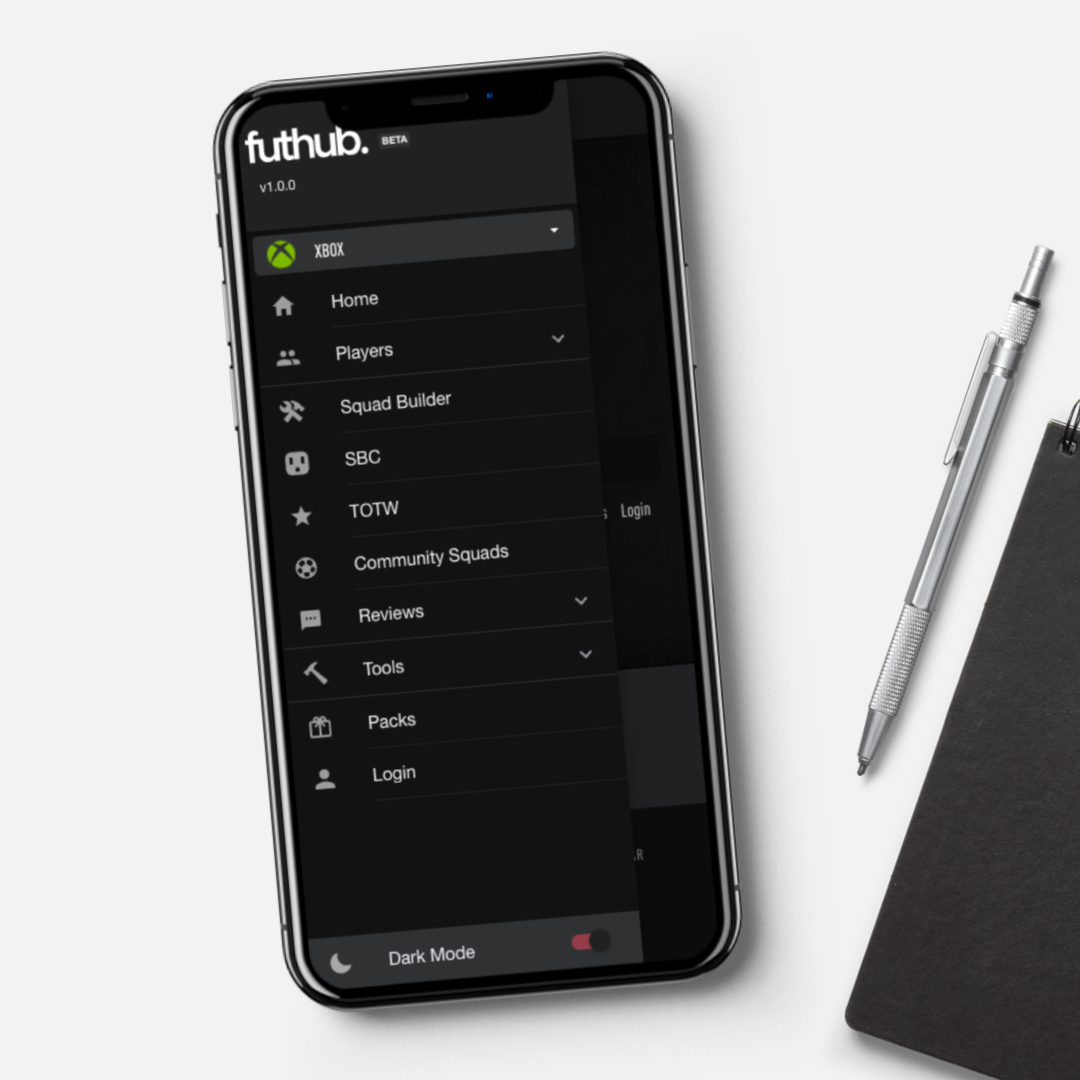 futhub. BETA
v1.0.0
XBOX
Home
Players
Squad Builder
SBC
TOTW
Community Squads
Reviews
Tools
Packs
Login
Dark Mode
Login